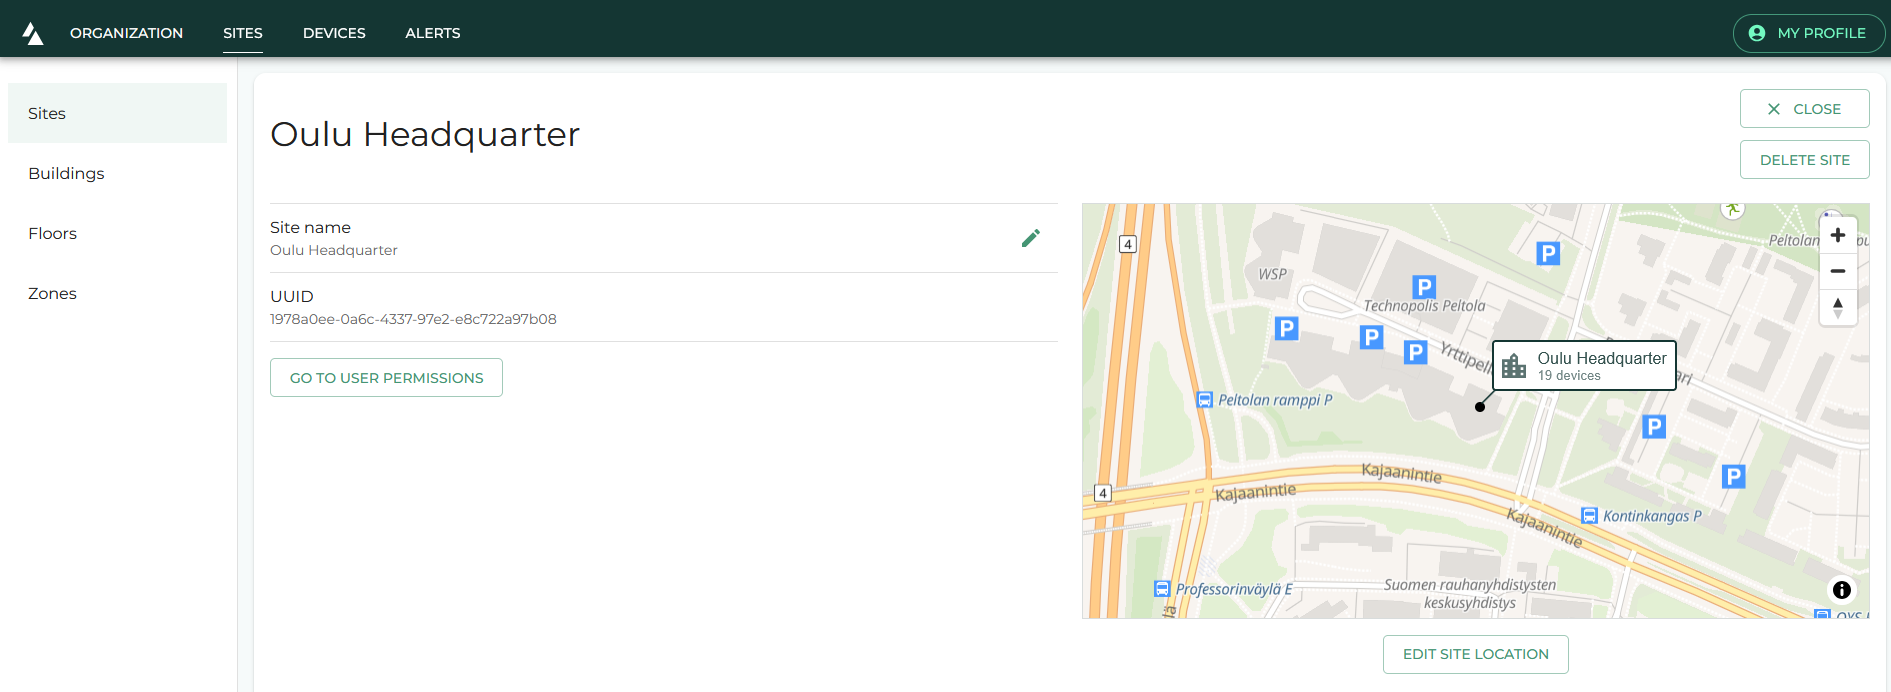 ORGANIZATION
SITES
DEVICES
ALERTS
MY PROFILE
Sites
Buildings
Floors
Zones
Oulu Headquarter
CLOSE
DELETE SITE
Site name
Oulu Headquarter
UUID
1978a0ee-0a6c-4337-97e2-e8c722a97b08
GO TO USER PERMISSIONS
4
WSP
P
P
Technopolis Peltola
P
P
P
Oulu Headquarter
19 devices
Peltolan ramppi P
P
P
Kajaanintie
Kajaanintie
4
Kajaanintie
Kontinkangas P
Professorinväylä E
Suomen rauhanyhdistysten
keskusyhdistys
EDIT SITE LOCATION